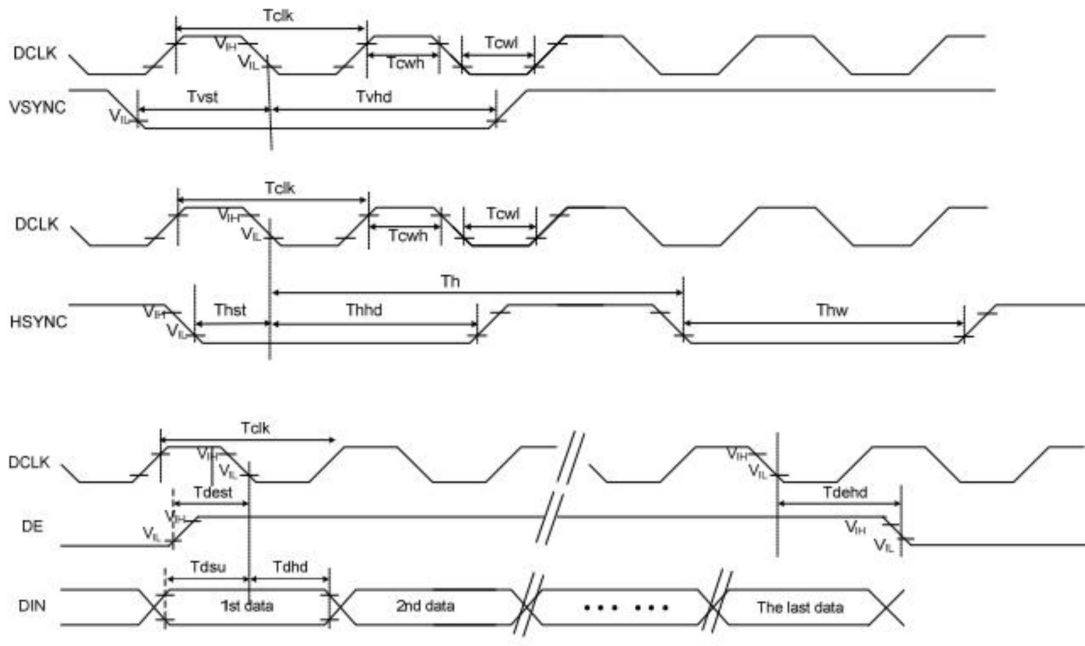 Tclk
DCLK
VIH
VIL
Tcwh
Tcwl
VSYNC
VIL
Tvst
Tvhd
Tclk
DCLK
VIH
VIL
Tcwh
Tcwl
Th
HSYNC
VIH
VIL
Thst
Thhd
Thw
Tclk
DCLK
VIH
VIL
VIH
VIL
Tdest
Tdehd
DE
VIH
VIL
VIH
VIL
Tdsu
Tdhd
DIN
1st data
2nd data
••• •••
The last data